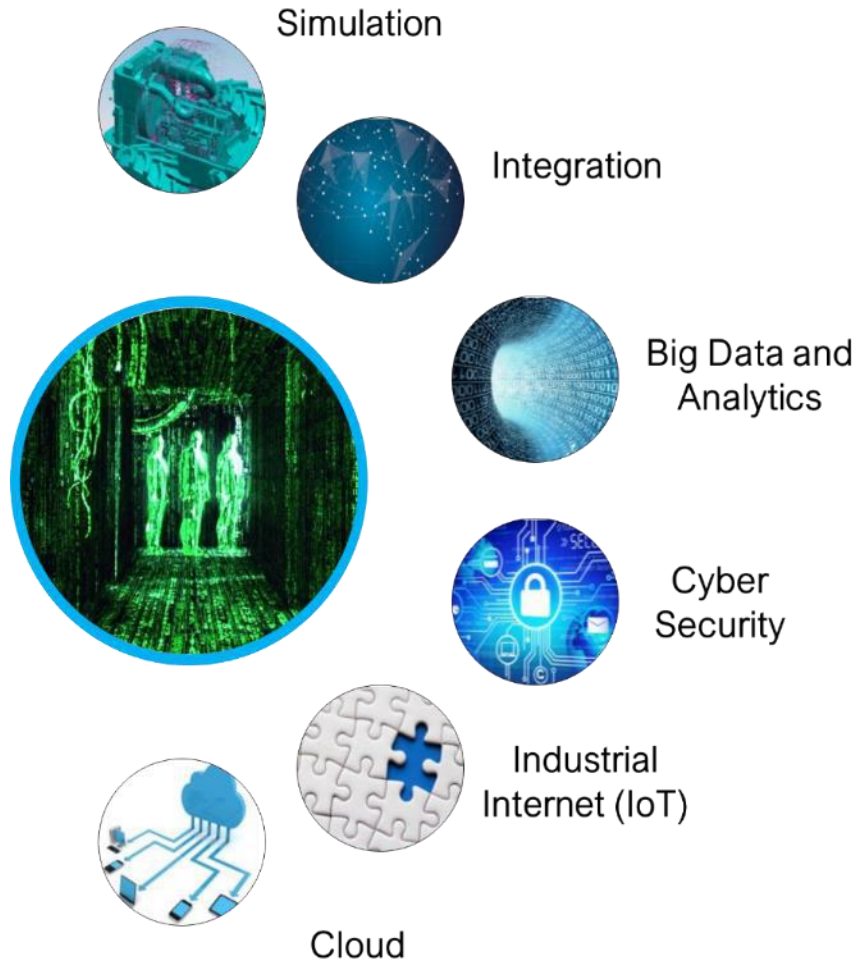 Simulation
Integration
Big Data and
Analytics
Cyber
Security
Industrial
Internet (IoT)
Cloud